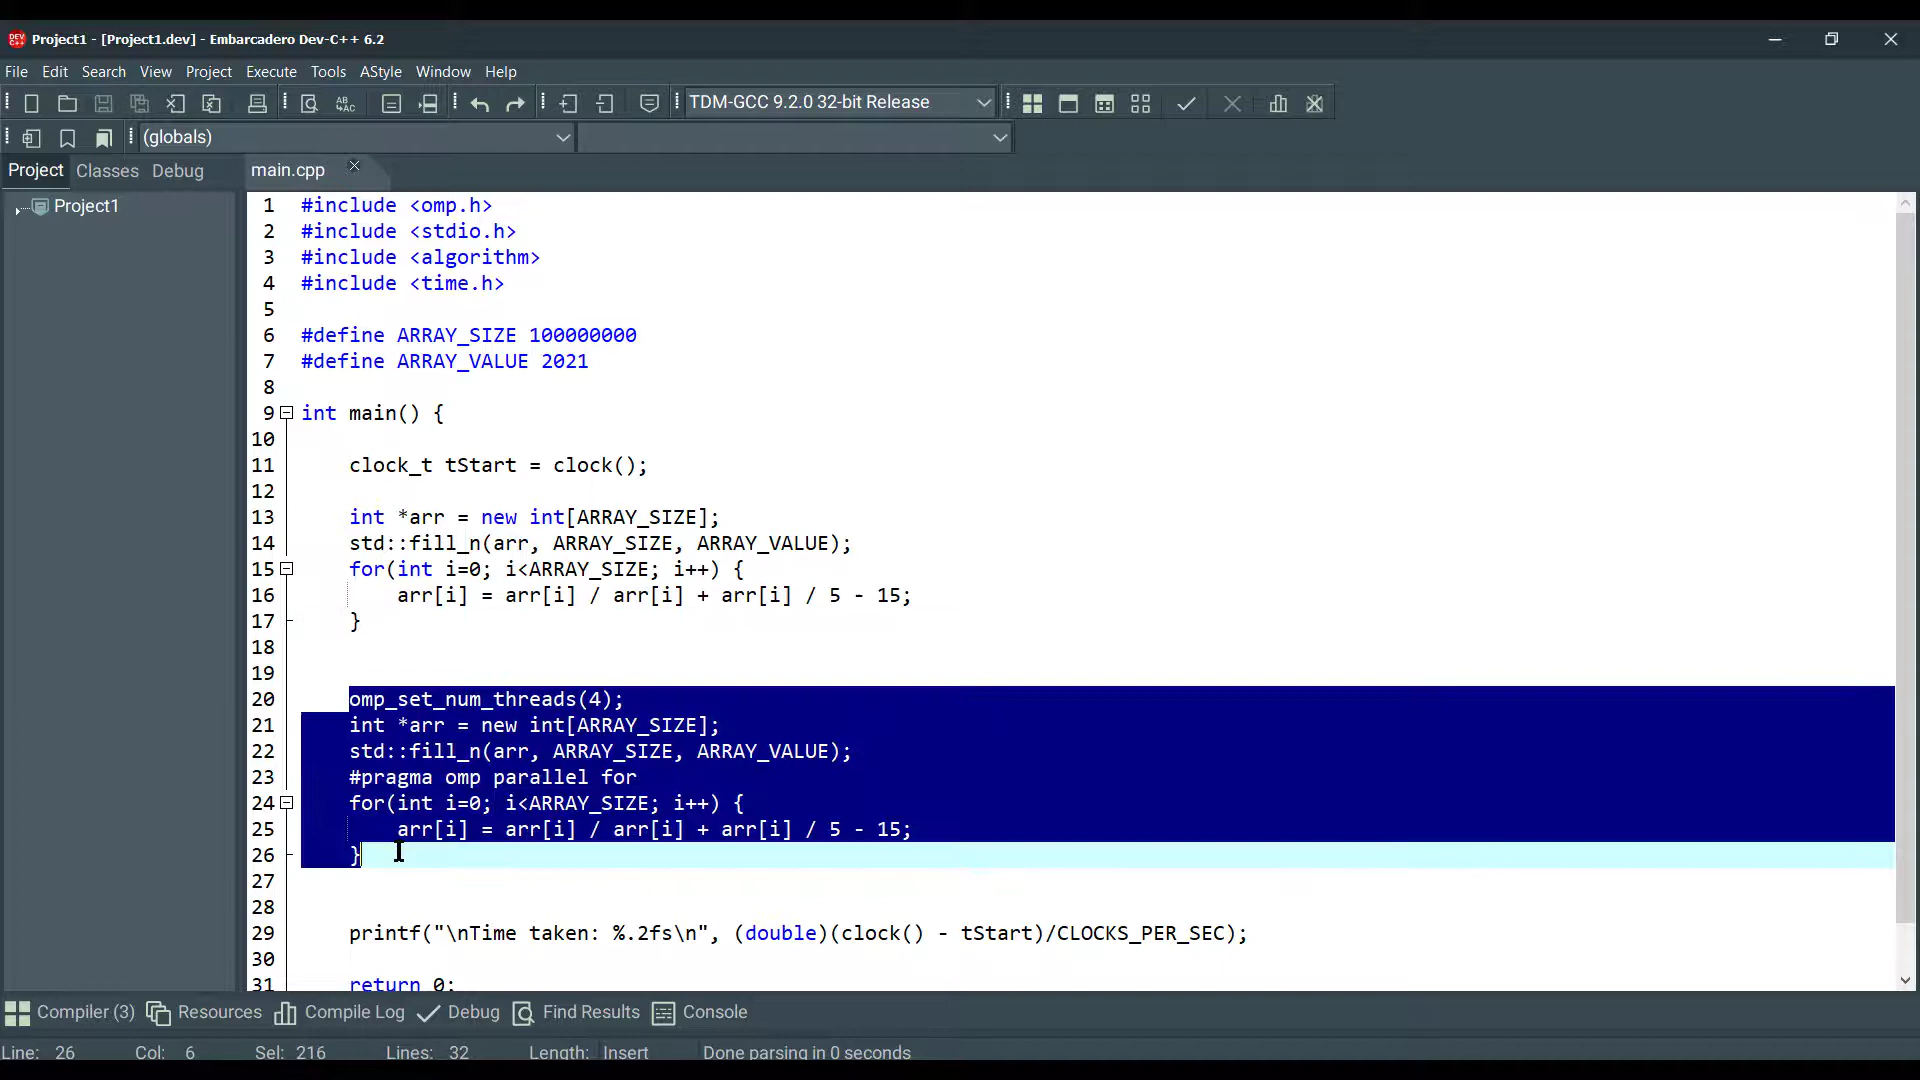 DEV C++ Project1 - [Project1.dev] - Embarcadero Dev-C++ 6.2
File Edit Search View Project Execute Tools AStyle Window Help
TDM-GCC 9.2.0 32-bit Release
(globals)
Project Classes Debug main.cpp
Project1
1 #include <omp.h>
2 #include <stdio.h>
3 #include <algorithm>
4 #include <time.h>
5
6 #define ARRAY_SIZE 100000000
7 #define ARRAY_VALUE 2021
8
9 int main() {
10
11 clock_t tStart = clock();
12
13 int *arr = new int[ARRAY_SIZE];
14 std::fill_n(arr, ARRAY_SIZE, ARRAY_VALUE);
15 for(int i=0; i<ARRAY_SIZE; i++) {
16 arr[i] = arr[i] / arr[i] + arr[i] / 5 - 15;
17 }
18
19
20 omp_set_num_threads(4);
21 int *arr = new int[ARRAY_SIZE];
22 std::fill_n(arr, ARRAY_SIZE, ARRAY_VALUE);
23 #pragma omp parallel for
24 for(int i=0; i<ARRAY_SIZE; i++) {
25 arr[i] = arr[i] / arr[i] + arr[i] / 5 - 15;
26 }
27
28
29 printf("\nTime taken: %.2fs\n", (double)(clock() - tStart)/CLOCKS_PER_SEC);
30
31 return 0;
Compiler (3) Resources Compile Log Debug Find Results Console
Line: 26 Col: 6 Sel: 216 Lines: 32 Length: Insert Done parsing in 0 seconds